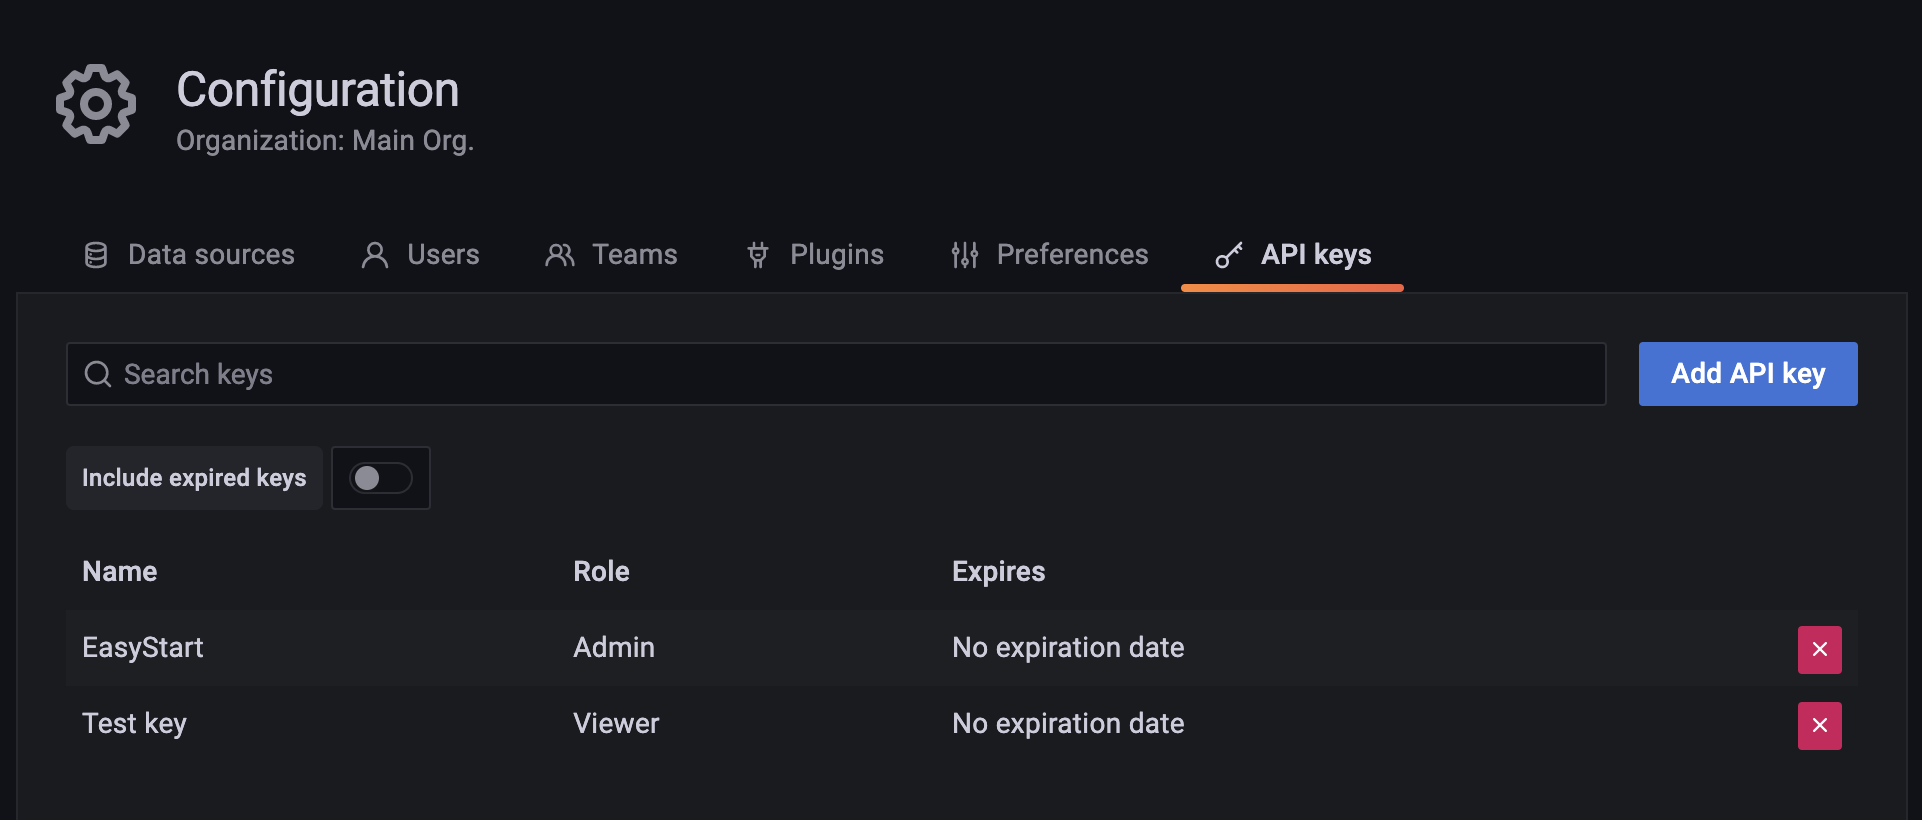 Configuration
Organization: Main Org.
Data sources Users Teams Plugins Preferences API keys
Search keys Add API key
Include expired keys
Name Role Expires
EasyStart Admin No expiration date
Test key Viewer No expiration date